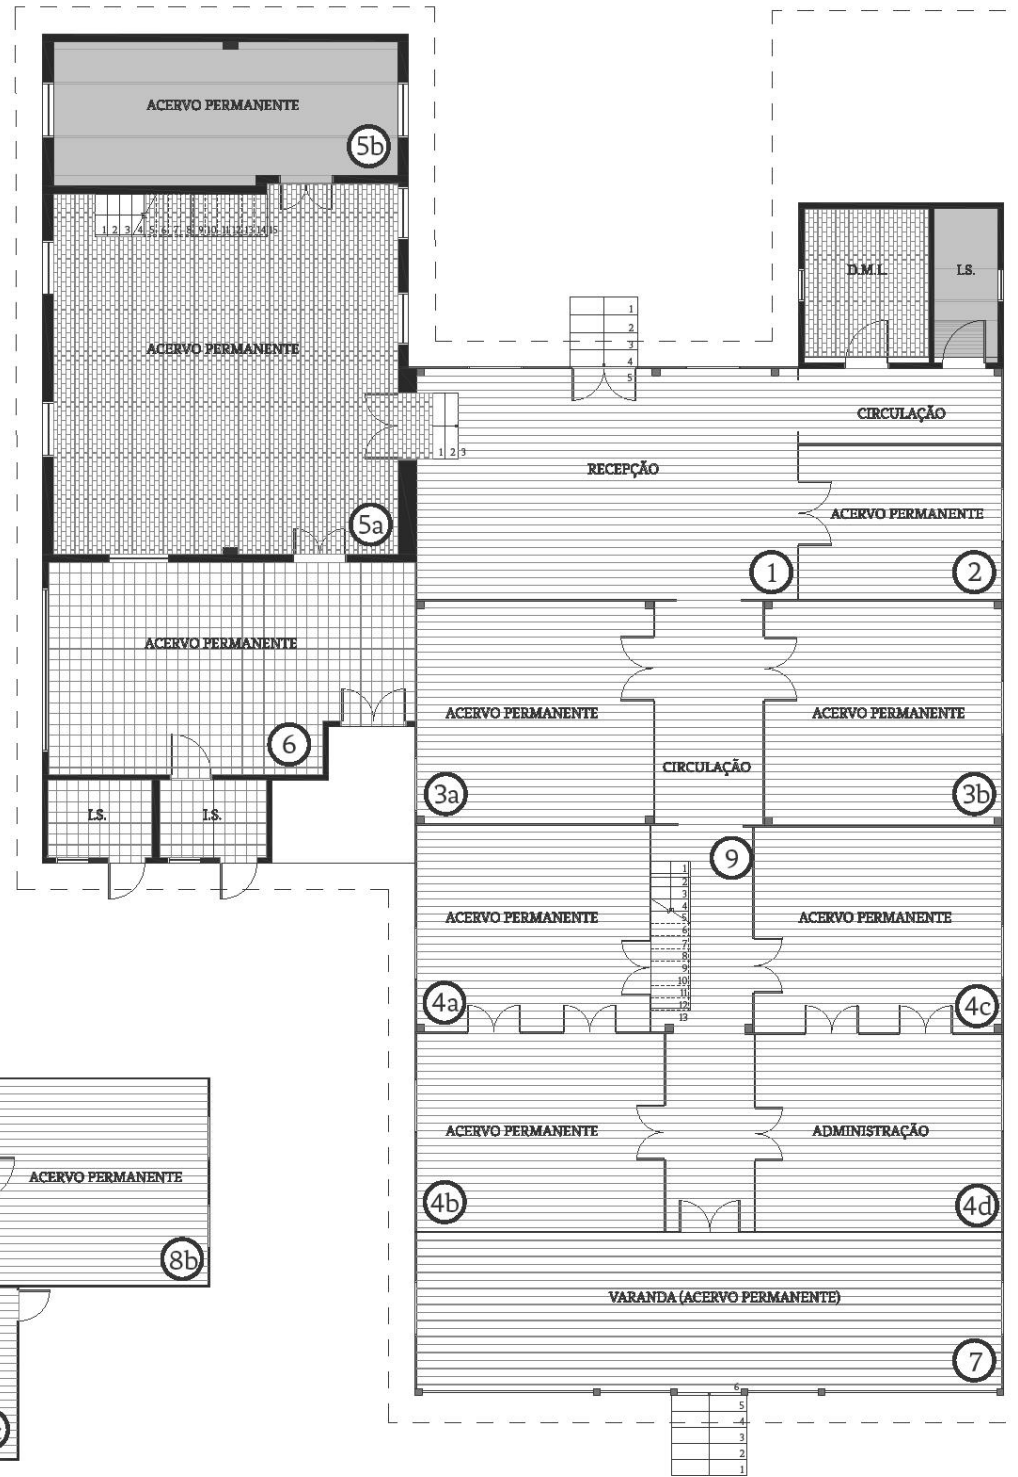 ACERVO PERMANENTE
5b
1 2 3 4 5 6 7 8 9 10 11 12 13 14 15
D.M.L.
I.S.
ACERVO PERMANENTE
1
2
3
4
5
CIRCULAÇÃO
1 2 3
RECEPÇÃO
ACERVO PERMANENTE
5a
1
2
ACERVO PERMANENTE
ACERVO PERMANENTE
ACERVO PERMANENTE
6
CIRCULAÇÃO
3a
3b
I.S.
I.S.
9
1
2
3
4
5
6
7
8
9
10
11
12
13
ACERVO PERMANENTE
ACERVO PERMANENTE
4a
4c
ACERVO PERMANENTE
ADMINISTRAÇÃO
ACERVO PERMANENTE
4b
4d
8b
VARANDA (ACERVO PERMANENTE)
7
6
5
4
3
2
1